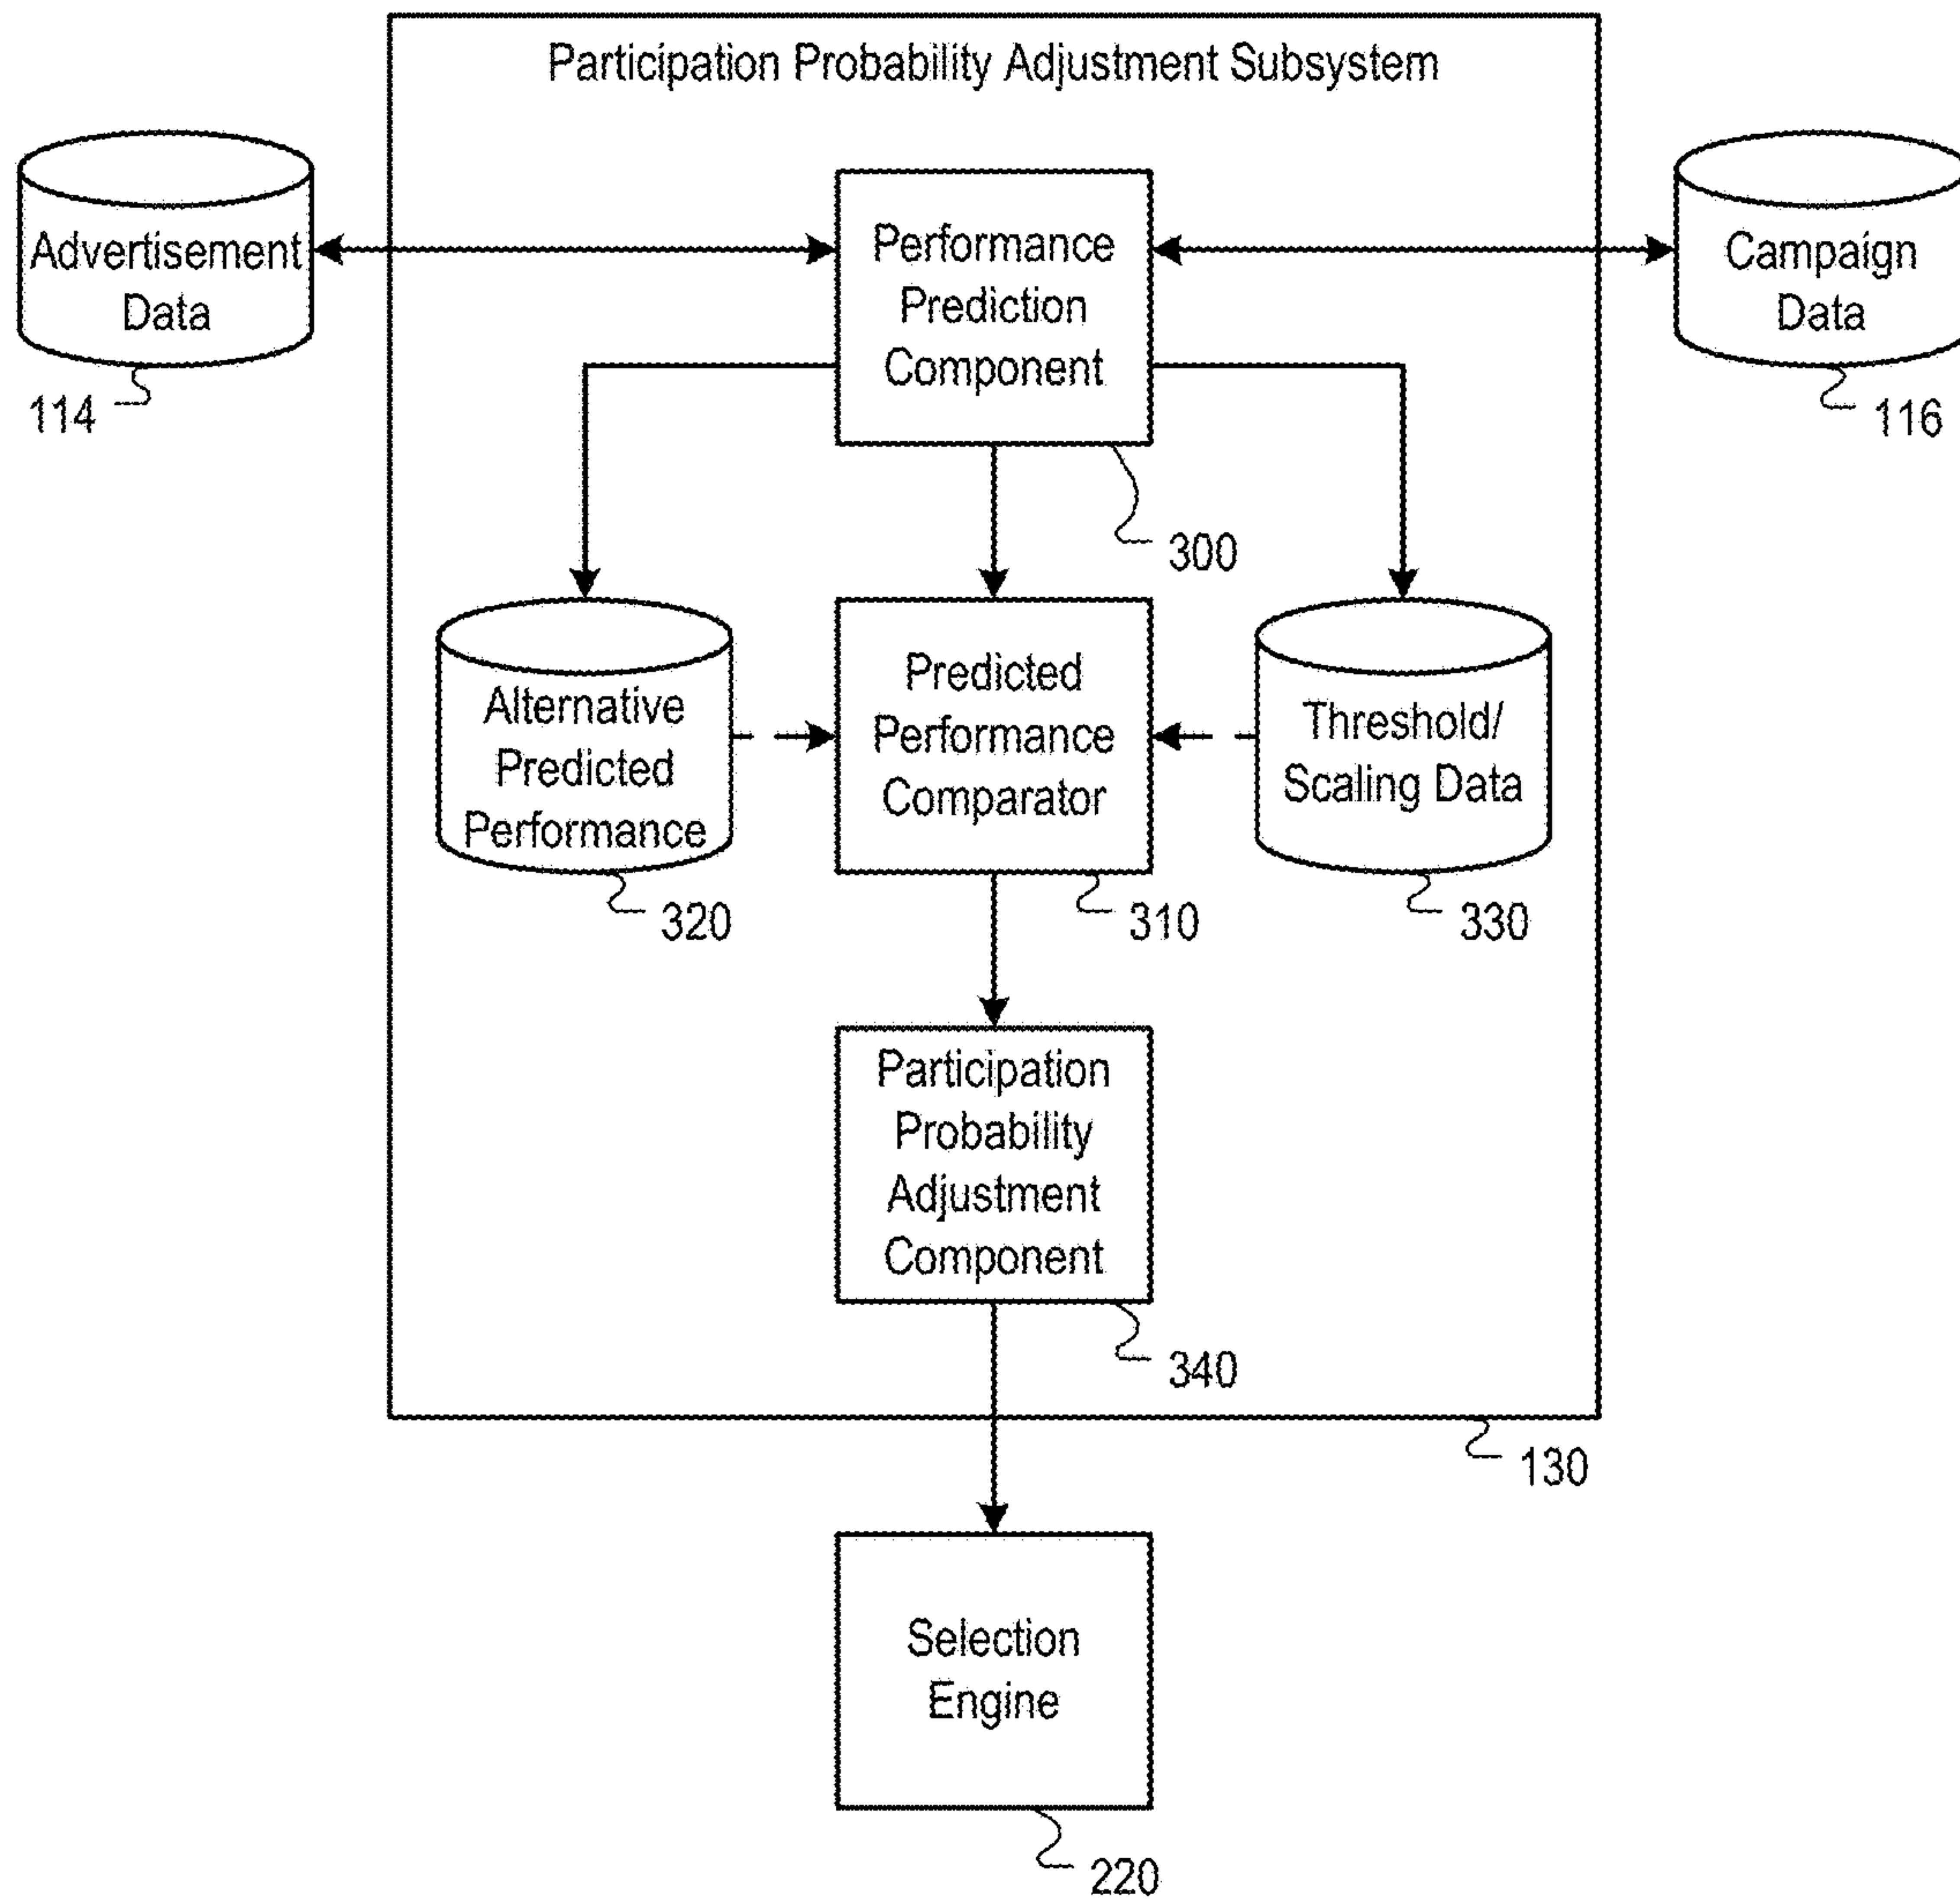 Participation Probability Adjustment Subsystem
Advertisement
Data
114
Performance
Prediction
Component
300
Campaign
Data
116
Alternative
Predicted
Performance
320
Predicted
Performance
Comparator
310
Threshold/
Scaling Data
330
Participation
Probability
Adjustment
Component
340
130
Selection
Engine
220